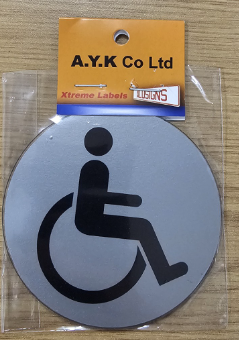 A.Y.K Co Ltd
Xtreme Labels